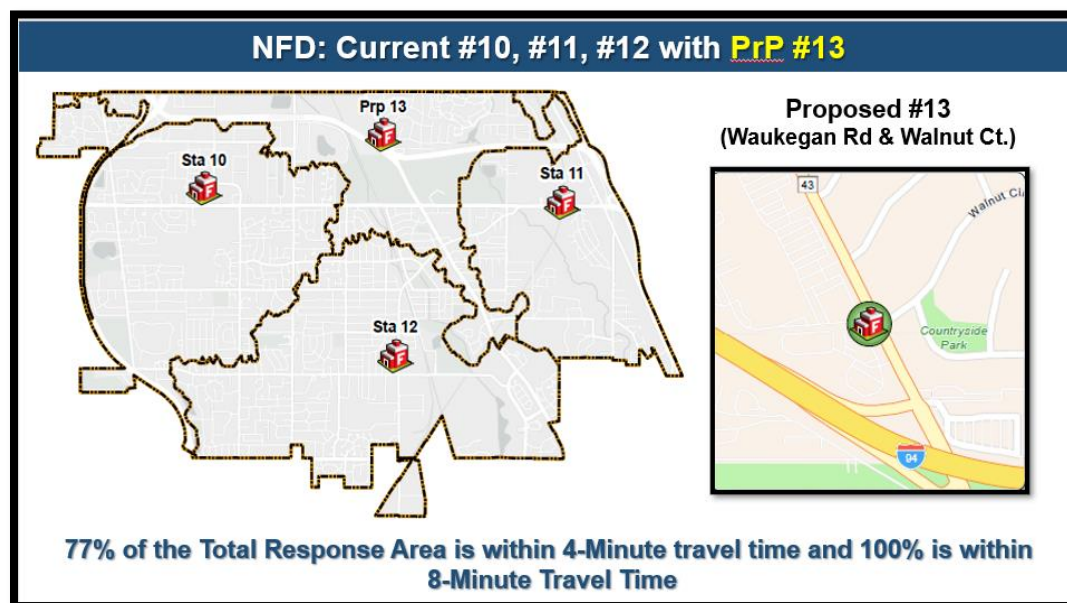 NFD: Current #10, #11, #12 with PrP #13
Prp 13
Sta 10
Sta 11
Sta 12
Proposed #13
(Waukegan Rd & Walnut Ct.)
43
Walnut Ci
Countryside
Park
94
77% of the Total Response Area is within 4-Minute travel time and 100% is within
8-Minute Travel Time